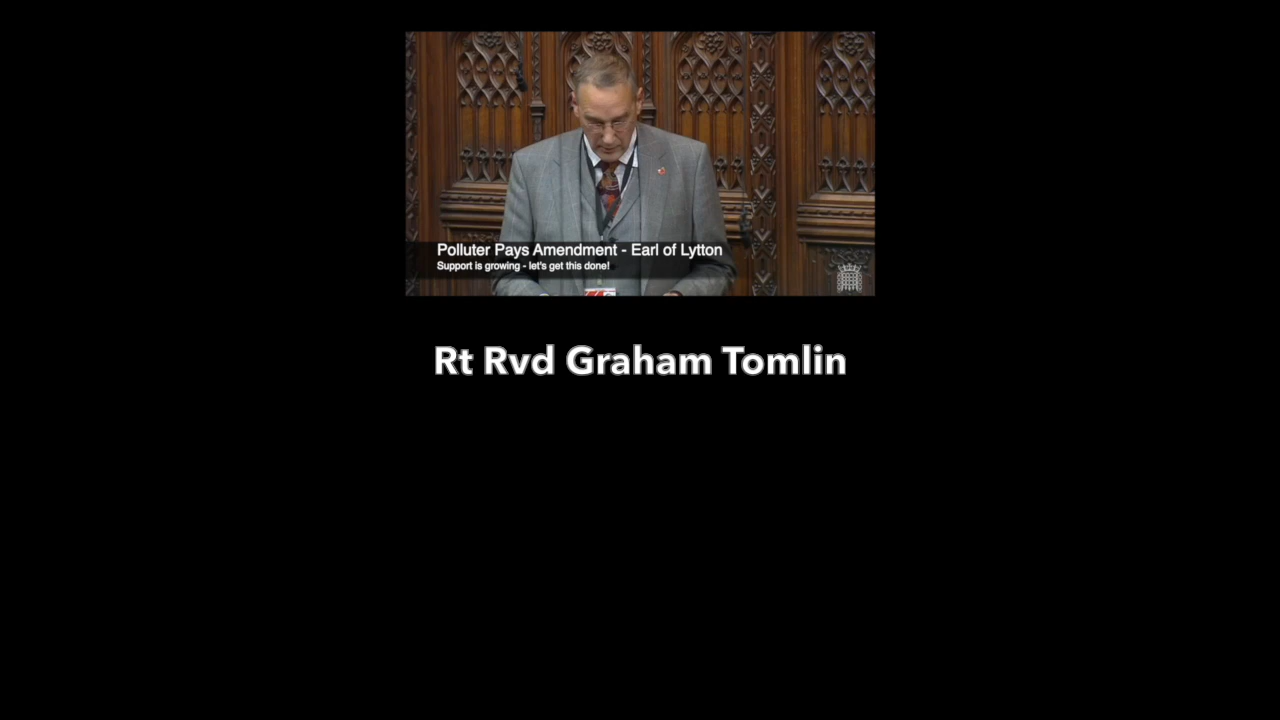 Polluter Pays Amendment - Earl of Lytton
Support is growing - let's get this done!
Rt Rvd Graham Tomlin